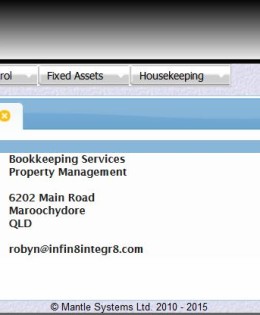 rol
Fixed Assets
Housekeeping
Bookkeeping Services
Property Management
6202 Main Road
Maroochydore
QLD
robyn@infin8integr8.com
© Mantle Systems Ltd. 2010 - 2015